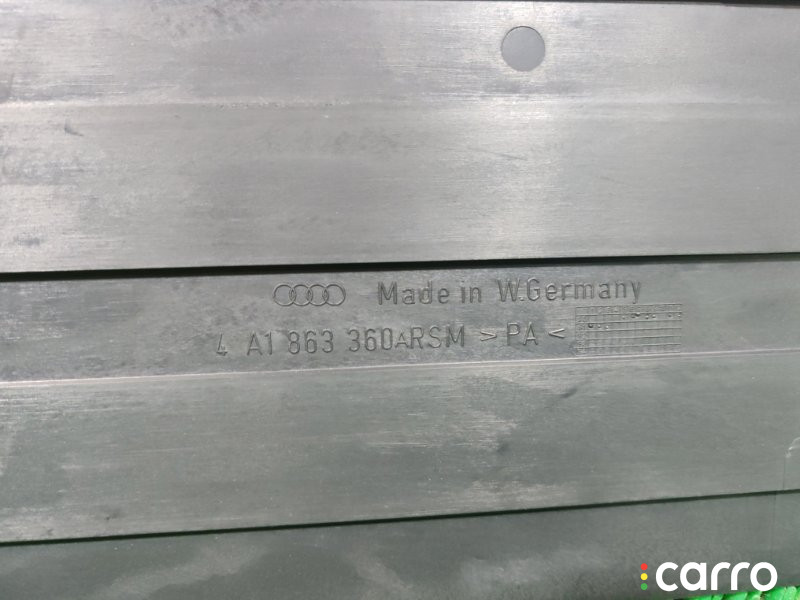 Made in W.Germany
4 A1 863 360ARSM >PA<
carro